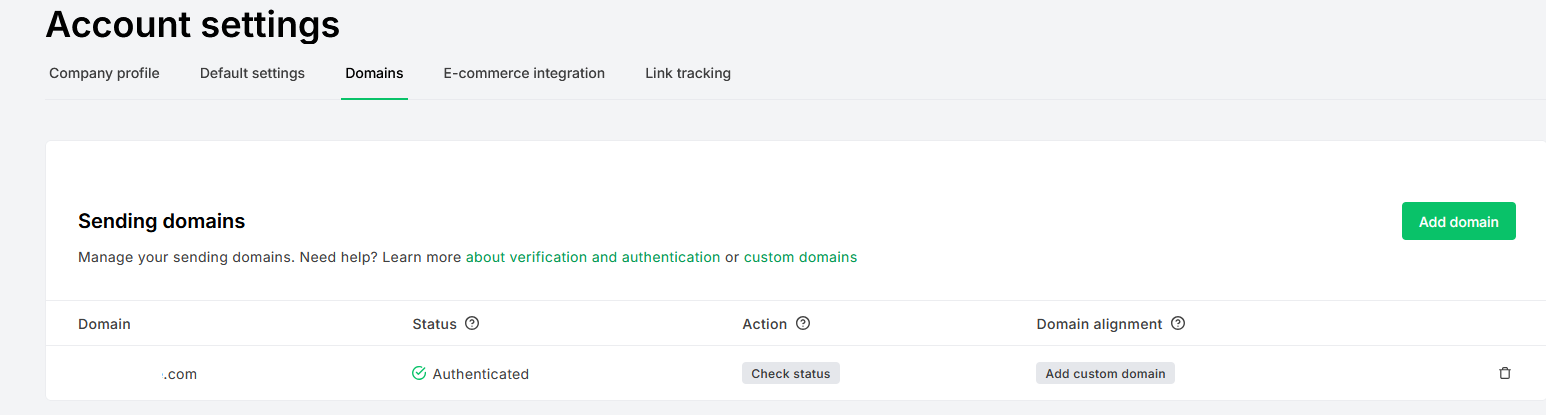 Account settings
Company profile Default settings Domains E-commerce integration Link tracking
Sending domains
Add domain
Manage your sending domains. Need help? Learn more about verification and authentication or custom domains
Domain Status Action Domain alignment
.com Authenticated Check status Add custom domain